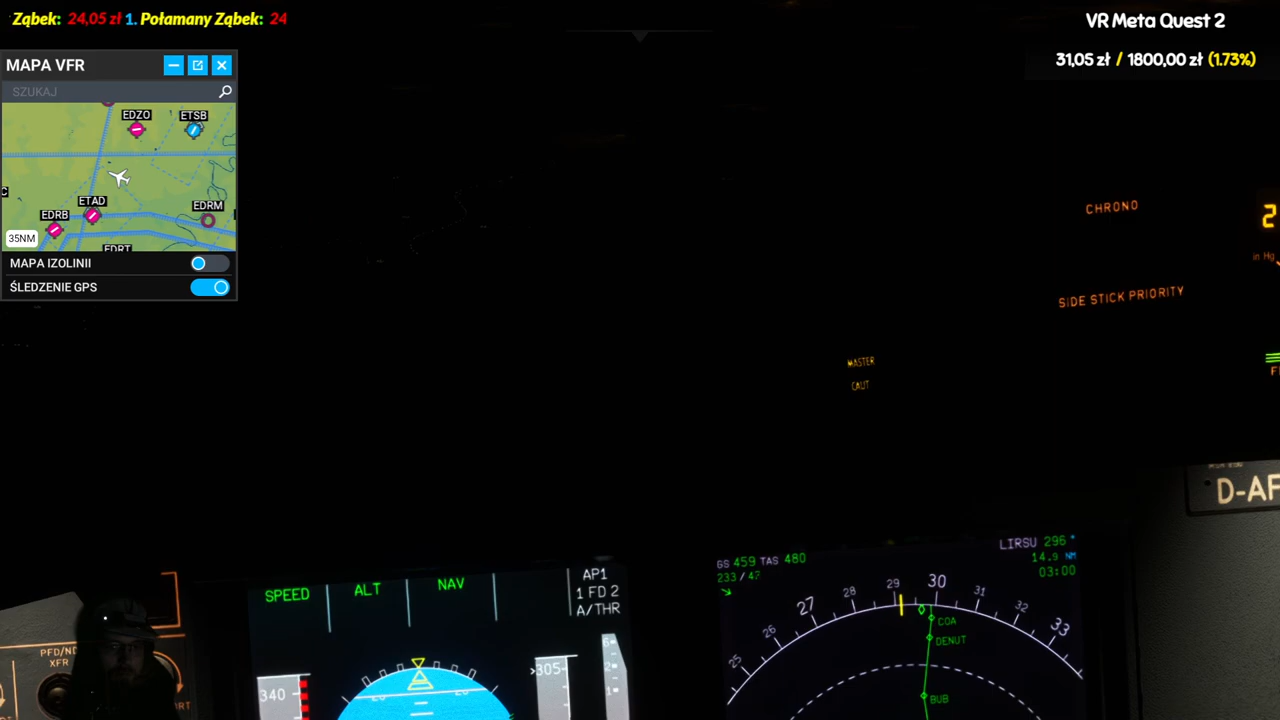 Ząbek: 24,05 zł 1. Połamany Ząbek: 24
VR Meta Quest 2
31,05 zł / 1800,00 zł (1.73%)
MAPA VFR
SZUKAJ
EDZO
ETSB
ETAD
EDRM
EDRB
EDRT
35NM
MAPA IZOLINII
ŚLEDZENIE GPS
CHRONO
2
in Hg
SIDE STICK PRIORITY
MASTER
CAUT
D-AF
SPEED ALT NAV
AP1
1 FD 2
A/THR
340
305
GS 459 TAS 480
233 / 47
LIRSU 296 °
14.9 NM
03:00
25 26 27 28 29 30 31 32 33
COA
DENUT
BUB
PFD/ND
XFR